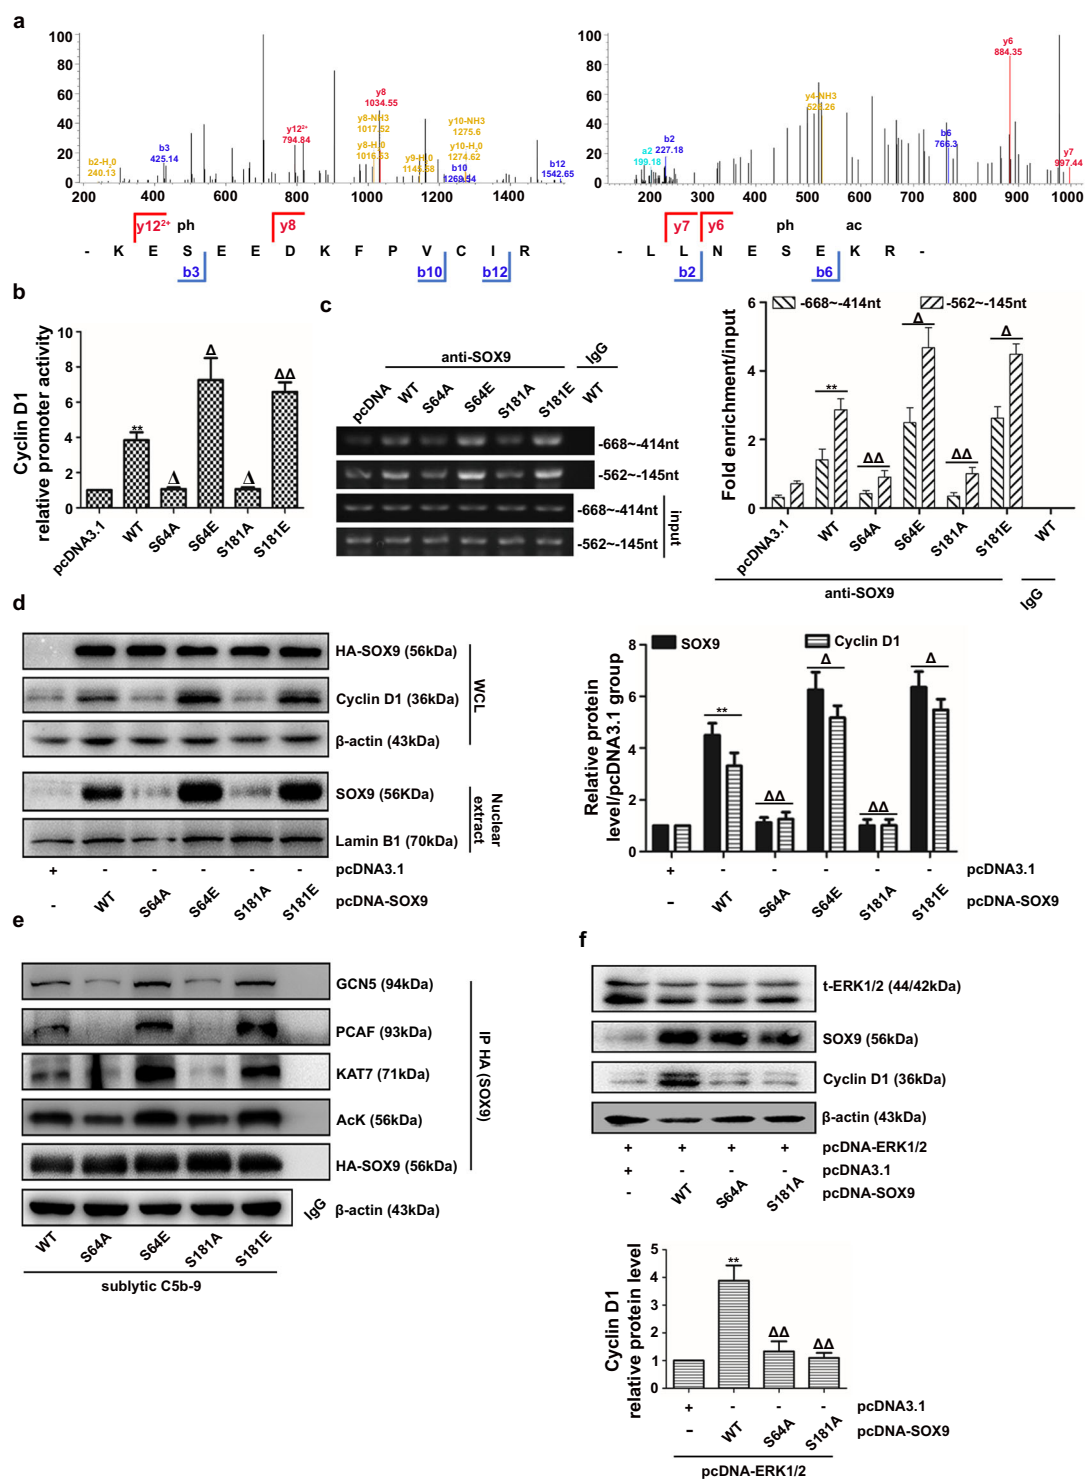 a
100
80
60
40
20
0
200 400 600 800 1000 1200 1400
b2-H₂0
240.13
b3
425.14
y12²⁺
794.84
y8
1034.55
y8-NH3
1017.52
y8-H₂0
y9-H₂0
y10-NH3
1275.6
y10-H₂0
1274.62
b10
1269.54
b12
1542.65
y12²⁺ ph y8
- K E S E E D K F P V C I R -
b3 b10 b12
100
80
60
40
20
0
200 300 400 500 600 700 800 900 1000
a2
199.18
b2
227.18
y4-NH3
b6
766.3
y6
884.35
y7
997.44
y7 y6 ph ac
- L L N E S E K R -
b2 b6
b
Cyclin D1
relative promoter activity
10
8
6
4
2
0
** Δ Δ Δ ΔΔ
pcDNA3.1 WT S64A S64E S181A S181E
c
anti-SOX9 IgG
pcDNA WT S64A S64E S181A S181E WT
-668~-414nt
-562~-145nt
-668~-414nt
-562~-145nt
input
Fold enrichment/input
6
4
2
0
-668~-414nt -562~-145nt
** ΔΔ Δ ΔΔ Δ
pcDNA3.1 WT S64A S64E S181A S181E WT
anti-SOX9 IgG
d
HA-SOX9 (56kDa)
Cyclin D1 (36kDa)
β-actin (43kDa)
WCL
SOX9 (56KDa)
Lamin B1 (70kDa)
Nuclear
extract
+ - - - - - pcDNA3.1
- WT S64A S64E S181A S181E pcDNA-SOX9
Relative protein
level/pcDNA3.1 group
8
6
4
2
0
SOX9 Cyclin D1
** ΔΔ Δ ΔΔ Δ
+ - - - - - pcDNA3.1
- WT S64A S64E S181A S181E pcDNA-SOX9
e
GCN5 (94kDa)
PCAF (93kDa)
KAT7 (71kDa)
AcK (56kDa)
HA-SOX9 (56kDa)
IP HA (SOX9)
β-actin (43kDa)
WT S64A S64E S181A S181E IgG
sublytic C5b-9
f
t-ERK1/2 (44/42kDa)
SOX9 (56kDa)
Cyclin D1 (36kDa)
β-actin (43kDa)
+ + + + pcDNA-ERK1/2
+ - - - pcDNA3.1
- WT S64A S181A pcDNA-SOX9
Cyclin D1
relative protein level
5
4
3
2
1
0
** ΔΔ ΔΔ
+ - - - pcDNA3.1
- WT S64A S181A pcDNA-SOX9
pcDNA-ERK1/2